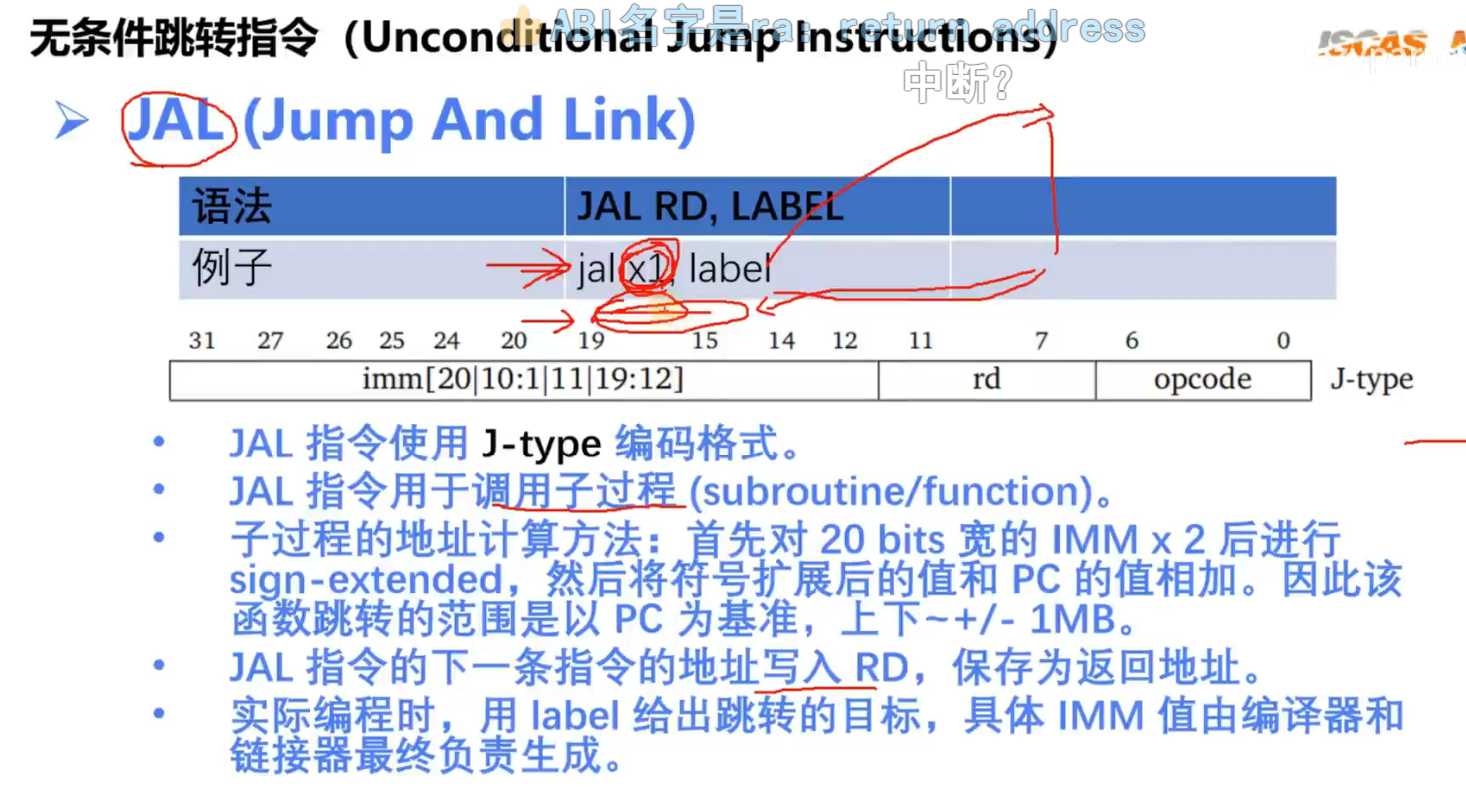 👍ABI名字是ra：return address
无条件跳转指令（Unconditional Jump Instructions)
ISCAS
中断？
JAL (Jump And Link)
语法 JAL RD, LABEL
例子 jal x1, label
31 27 26 25 24 20 19 15 14 12 11 7 6 0
imm[20|10:1|11|19:12] rd opcode J-type
• JAL 指令使用 J-type 编码格式。
• JAL 指令用于调用子过程 (subroutine/function)。
• 子过程的地址计算方法：首先对 20 bits 宽的 IMM x 2 后进行
sign-extended，然后将符号扩展后的值和 PC 的值相加。因此该
函数跳转的范围是以 PC 为基准，上下~+/- 1MB。
• JAL 指令的下一条指令的地址写入 RD，保存为返回地址。
• 实际编程时，用 label 给出跳转的目标，具体 IMM 值由编译器和
链接器最终负责生成。